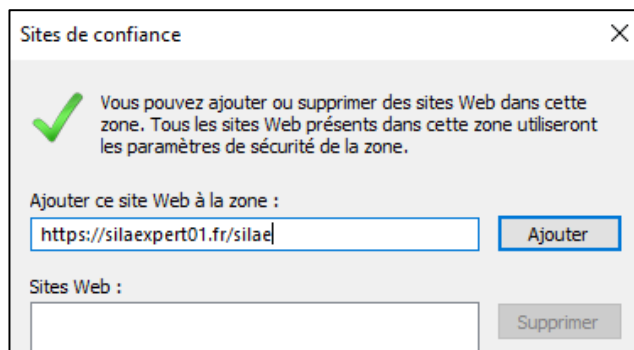 Sites de confiance
Vous pouvez ajouter ou supprimer des sites Web dans cette
zone. Tous les sites Web présents dans cette zone utiliseront
les paramètres de sécurité de la zone.
Ajouter ce site Web à la zone :
https://silaexpert01.fr/silae
Ajouter
Sites Web :
Supprimer